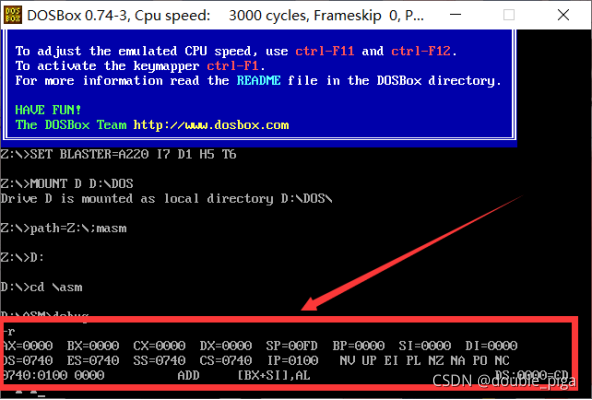 DOSBox 0.74-3, Cpu speed: 3000 cycles, Frameskip 0, P...
To adjust the emulated CPU speed, use ctrl-F11 and ctrl-F12.
To activate the keymapper ctrl-F1.
For more information read the README file in the DOSBox directory.
HAVE FUN!
The DOSBox Team http://www.dosbox.com
Z:\>SET BLASTER=A220 I7 D1 H5 T6
Z:\>MOUNT D D:\DOS
Drive D is mounted as local directory D:\DOS\
Z:\>path=Z:\;masm
Z:\>D:
D:\>cd \asm
D:\ASM>debug
-r
AX=0000 BX=0000 CX=0000 DX=0000 SP=00FD BP=0000 SI=0000 DI=0000
DS=0740 ES=0740 SS=0740 CS=0740 IP=0100 NV UP EI PL NZ NA PO NC
0740:0100 0000 ADD [BX+SI],AL DS:0000=CD
CSDN @double_piga